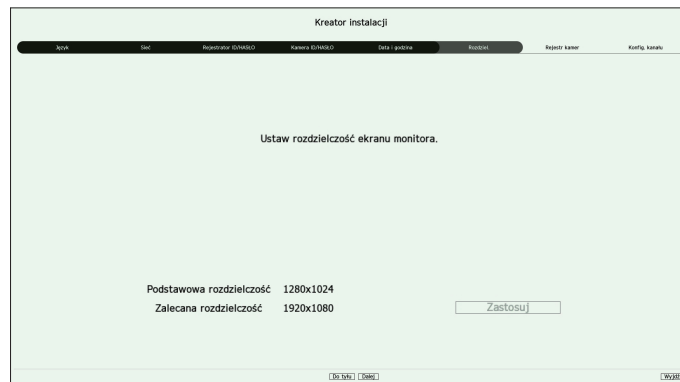 Kreator instalacji
Język Sieć Rejestrator ID/HASŁO Kamera ID/HASŁO Data i godzina Rozdziel Rejestr kamer Konfig. kanału
Ustaw rozdzielczość ekranu monitora.
Podstawowa rozdzielczość 1280x1024
Zalecana rozdzielczość 1920x1080 Zastosuj
Do tyłu Dalej Wyjdź